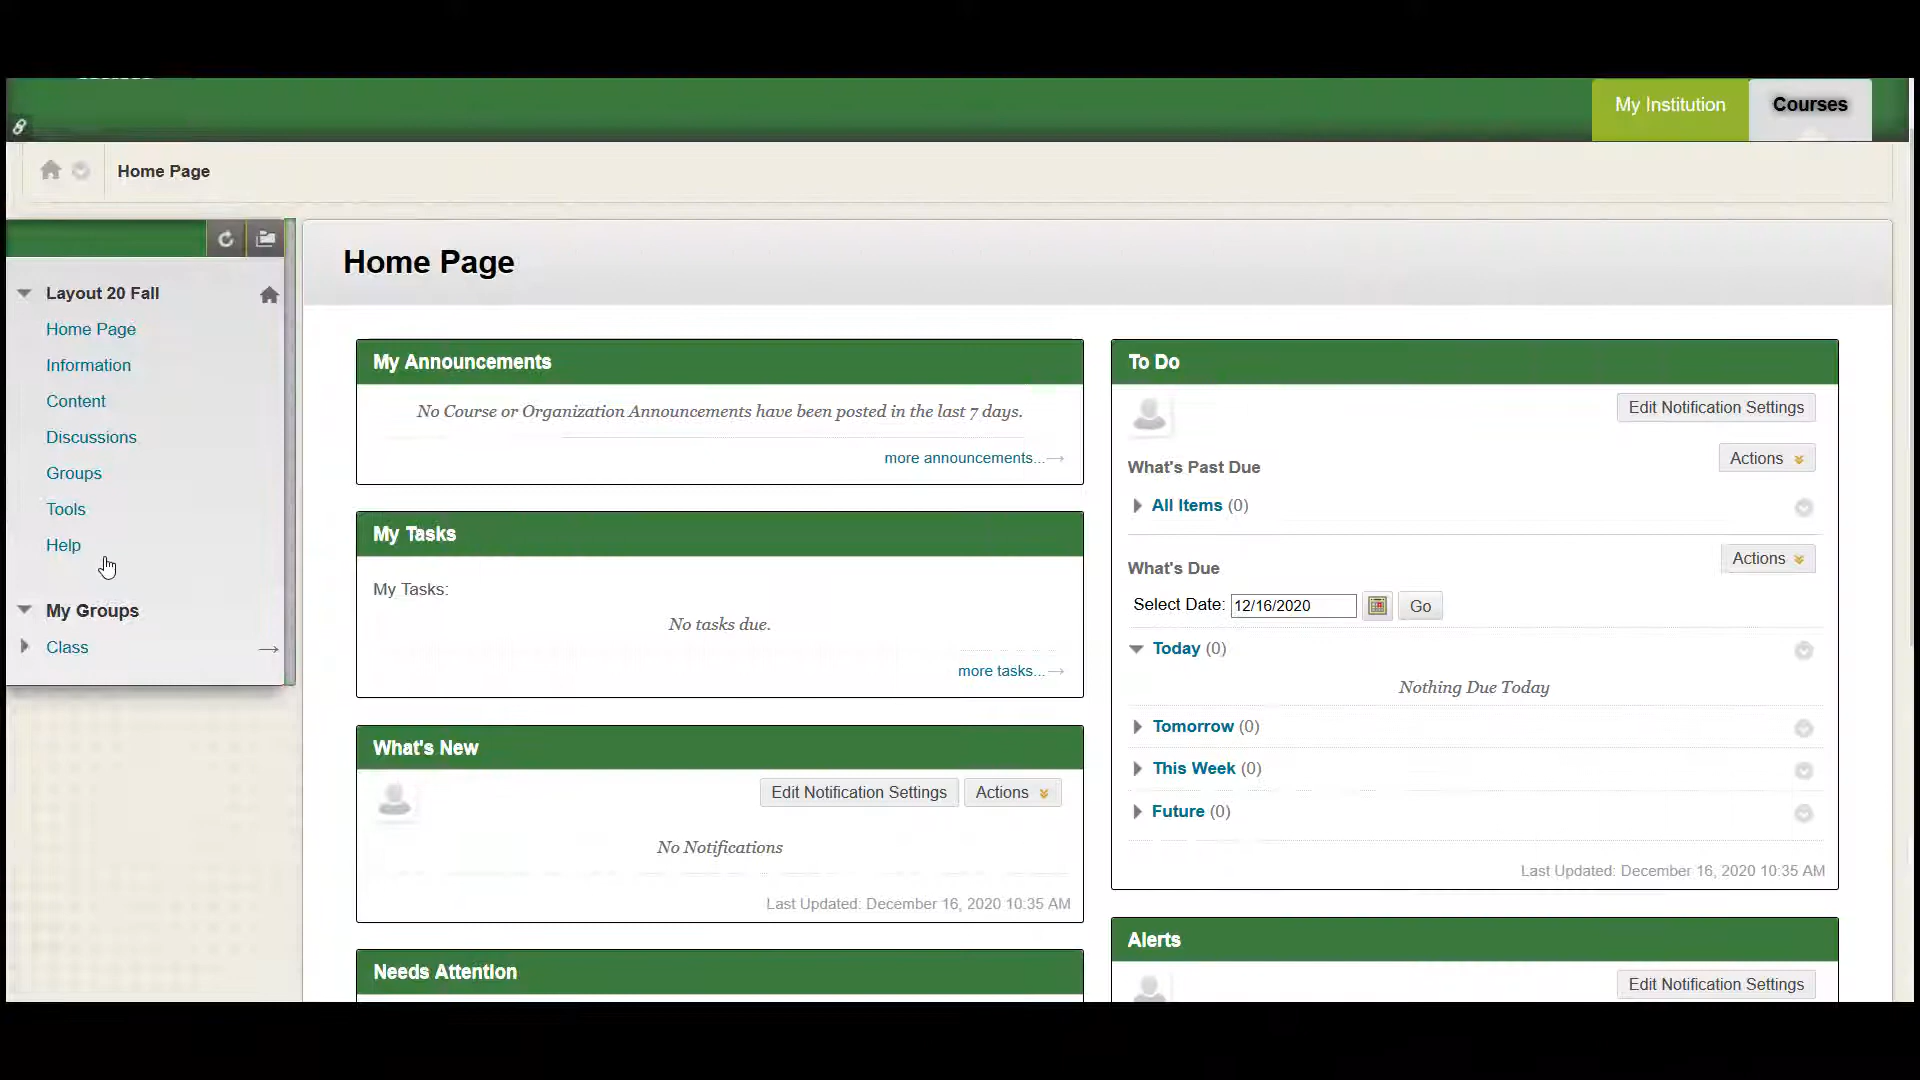 My Institution
Courses
Home Page
Layout 20 Fall
Home Page
Information
Content
Discussions
Groups
Tools
Help
My Groups
Class
Home Page
My Announcements
No Course or Organization Announcements have been posted in the last 7 days.
more announcements...
My Tasks
My Tasks:
No tasks due.
more tasks...
What's New
Edit Notification Settings
Actions
No Notifications
Last Updated: December 16, 2020 10:35 AM
Needs Attention
To Do
Edit Notification Settings
What's Past Due
Actions
All Items (0)
What's Due
Actions
Select Date: 12/16/2020 Go
Today (0)
Nothing Due Today
Tomorrow (0)
This Week (0)
Future (0)
Last Updated: December 16, 2020 10:35 AM
Alerts
Edit Notification Settings